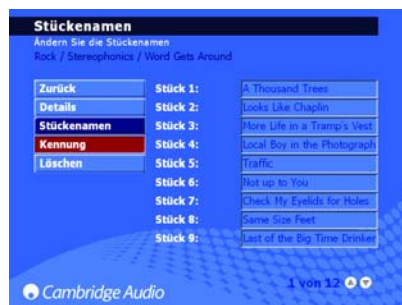 Stückenamen
Ändern Sie die Stückenamen
Rock / Stereophonics / Word Gets Around
Zurück
Details
Stückenamen
Kennung
Löschen
Stück 1: A Thousand Trees
Stück 2: Looks Like Chaplin
Stück 3: More Life in a Tramp's Vest
Stück 4: Local Boy in the Photograph
Stück 5: Traffic
Stück 6: Not up to You
Stück 7: Check My Eyelids for Holes
Stück 8: Same Size Feet
Stück 9: Last of the Big Time Drinker
1 von 12
Cambridge Audio